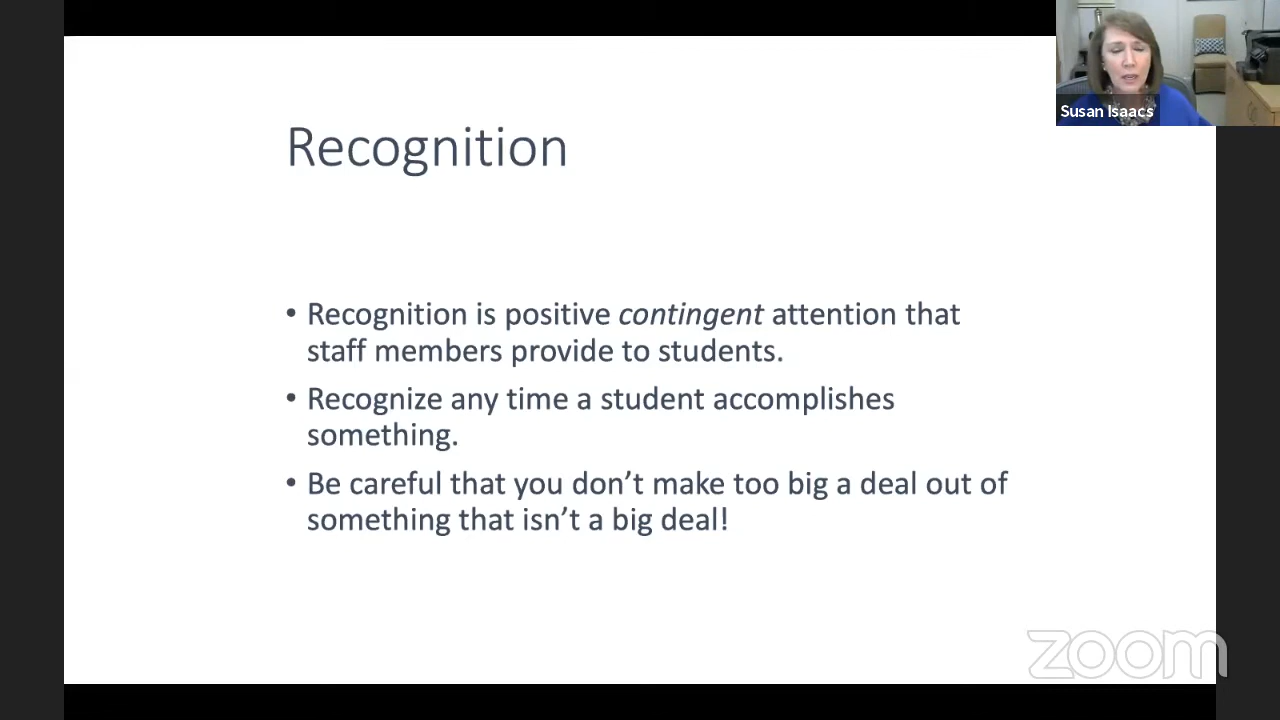 Susan Isaacs
Recognition
• Recognition is positive contingent attention that
staff members provide to students.
• Recognize any time a student accomplishes
something.
• Be careful that you don’t make too big a deal out of
something that isn’t a big deal!
zoom